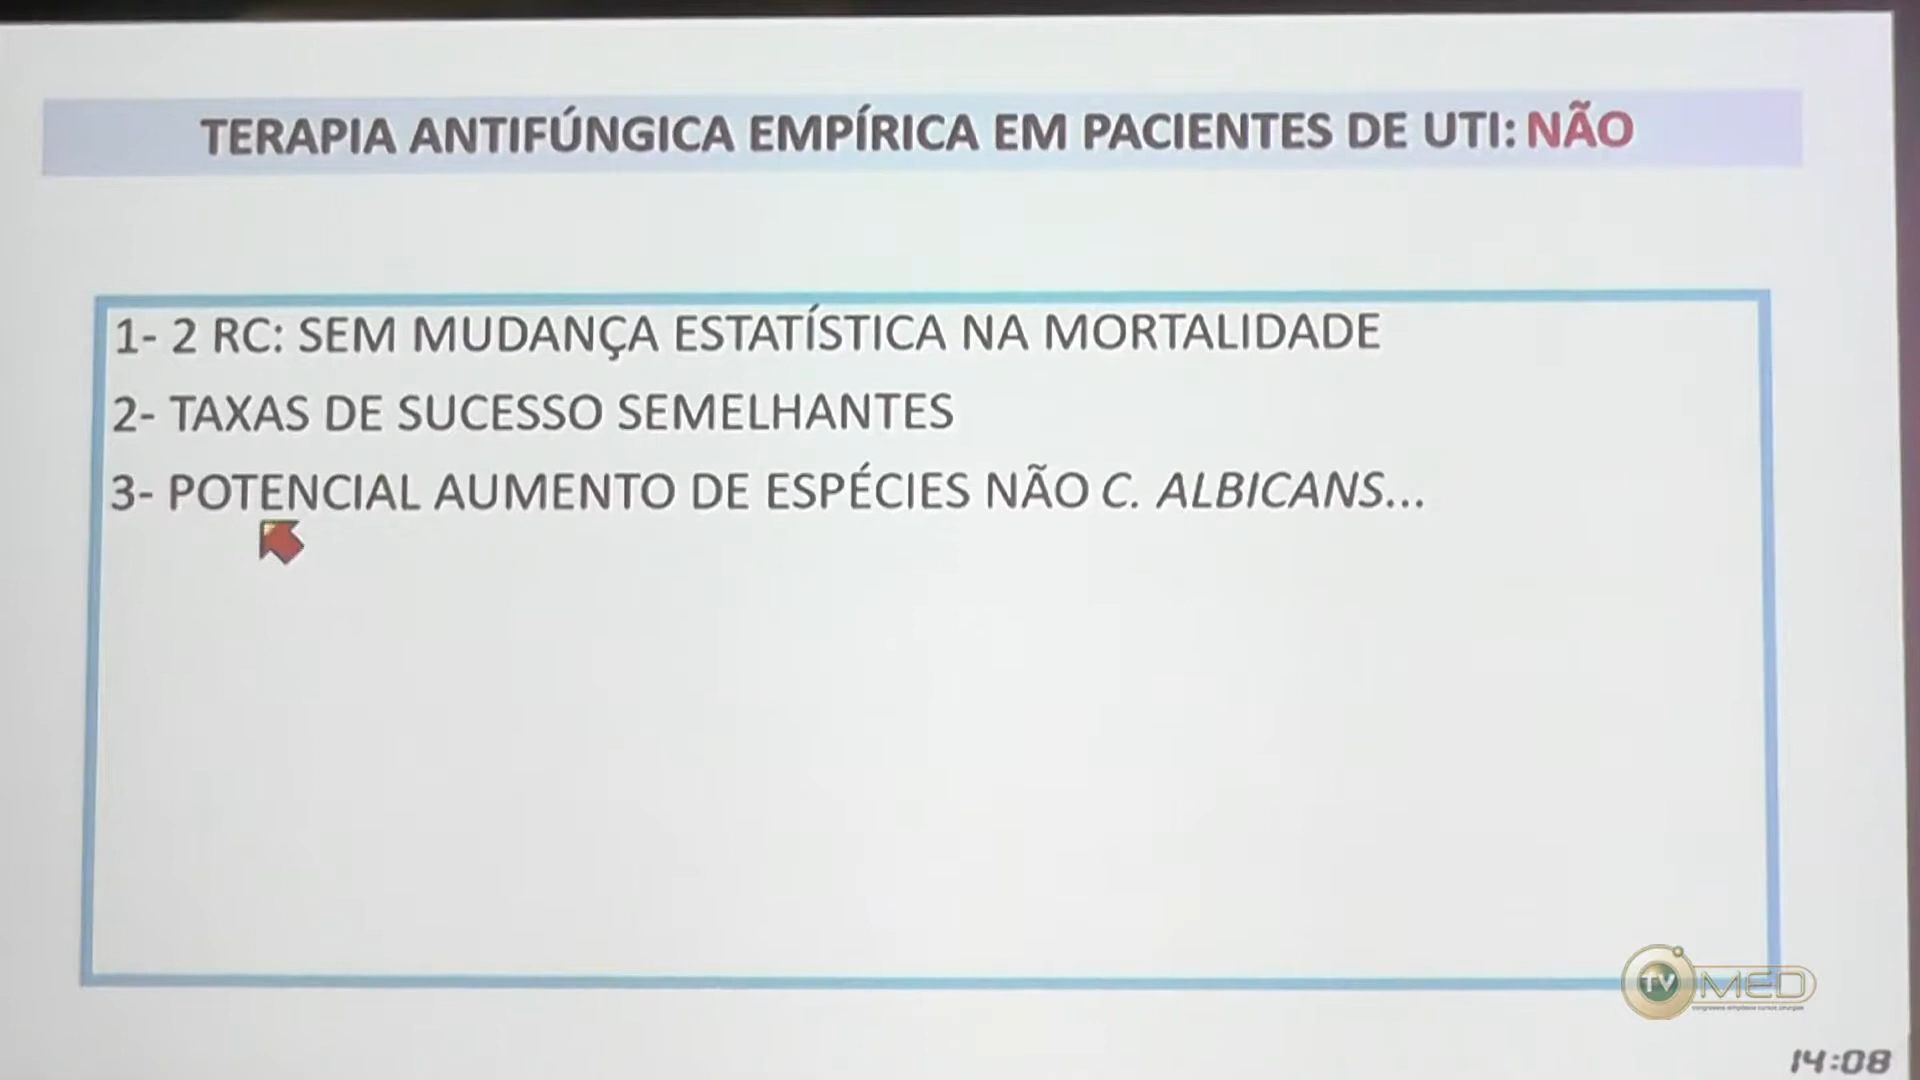 TERAPIA ANTIFÚNGICA EMPÍRICA EM PACIENTES DE UTI: NÃO
1- 2 RC: SEM MUDANÇA ESTATÍSTICA NA MORTALIDADE
2- TAXAS DE SUCESSO SEMELHANTES
3- POTENCIAL AUMENTO DE ESPÉCIES NÃO C. ALBICANS...
TV MED
14:08